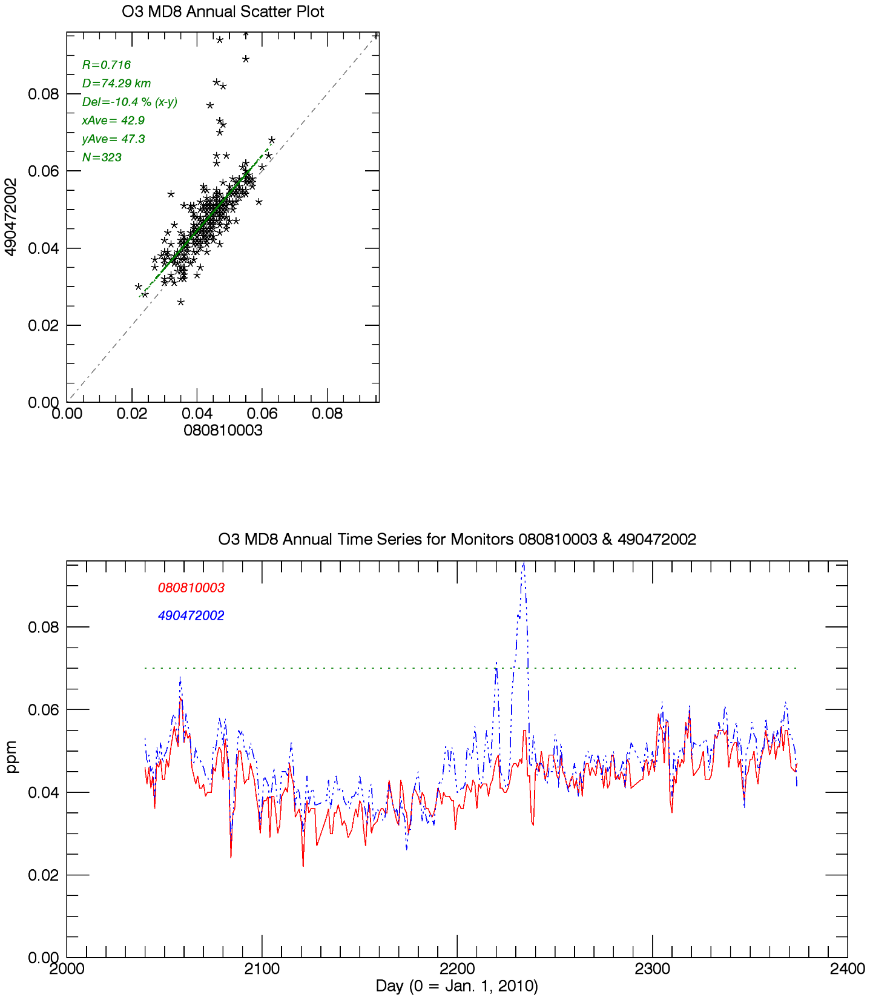 O3 MD8 Annual Scatter Plot
R=0.716
D=74.29 km
Del=-10.4 % (x-y)
xAve= 42.9
yAve= 47.3
N=323
0.08
0.06
0.04
0.02
0.00
490472002
0.00 0.02 0.04 0.06 0.08
080810003
O3 MD8 Annual Time Series for Monitors 080810003 & 490472002
080810003
490472002
0.08
0.06
0.04
0.02
0.00
ppm
2000 2100 2200 2300 2400
Day (0 = Jan. 1, 2010)